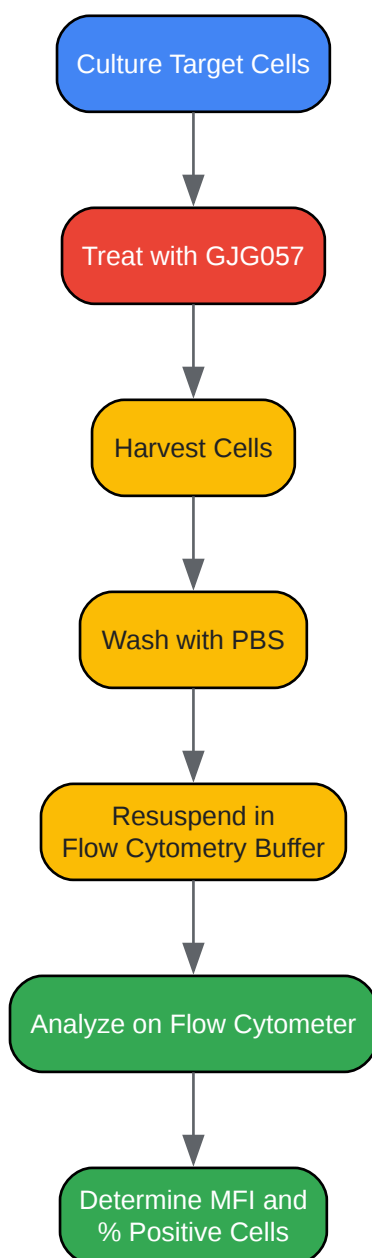 Culture Target Cells
Treat with GJG057
Harvest Cells
Wash with PBS
Resuspend in
Flow Cytometry Buffer
Analyze on Flow Cytometer
Determine MFI and
% Positive Cells